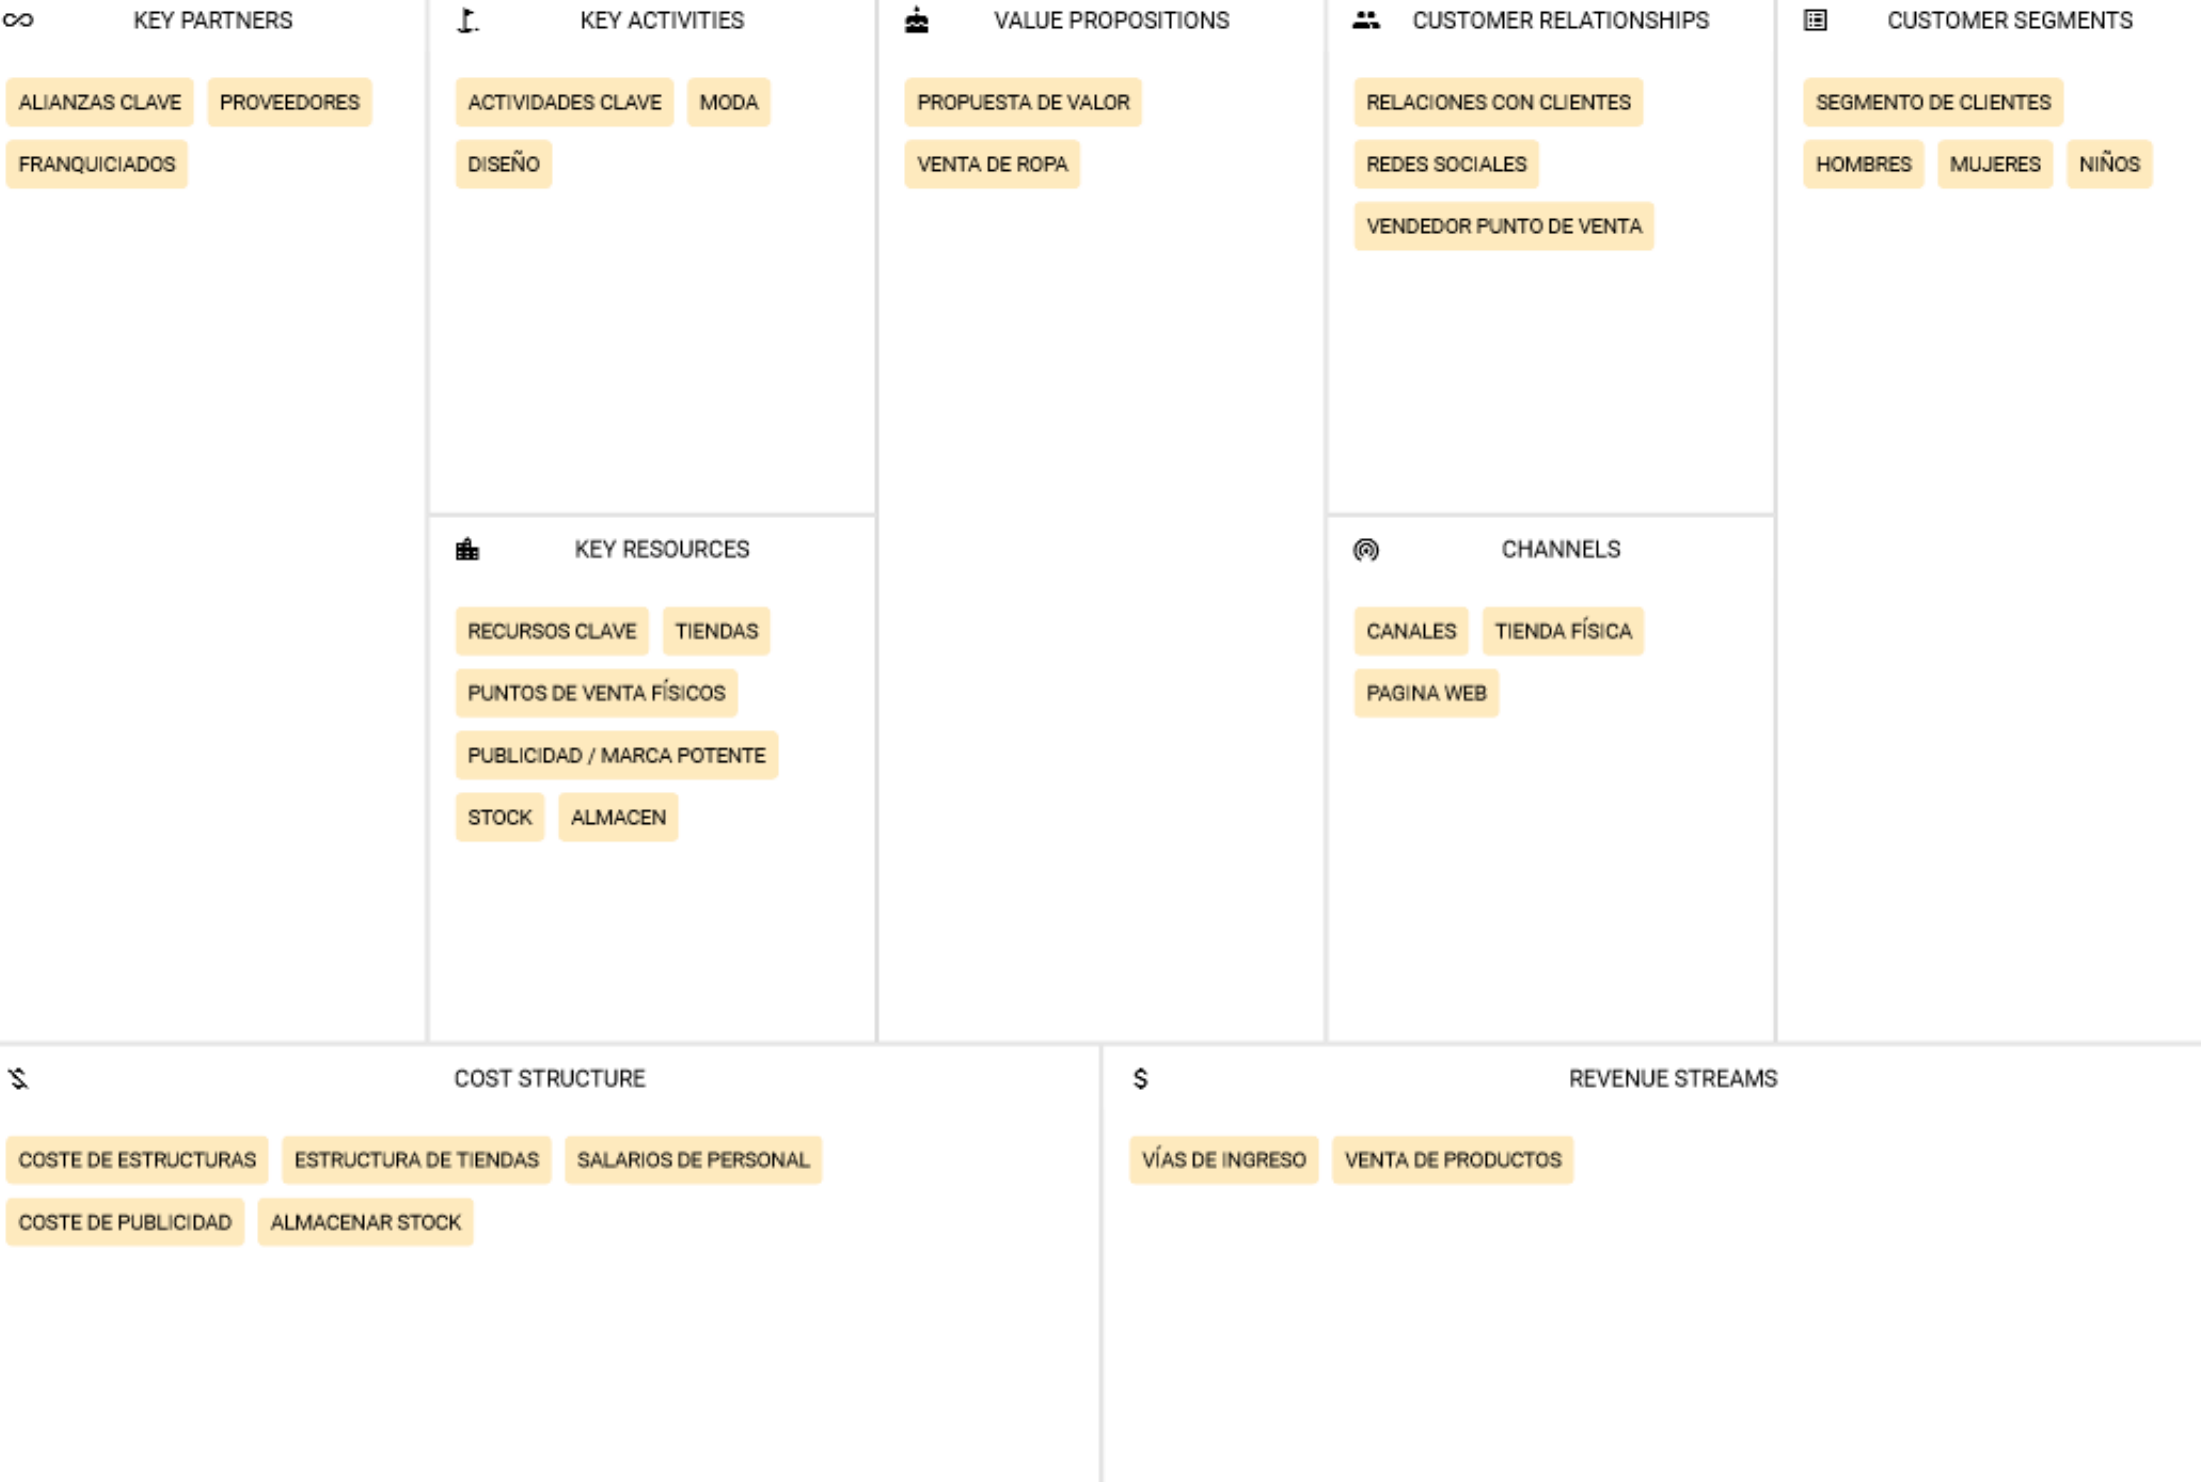 KEY PARTNERS
ALIANZAS CLAVE PROVEEDORES
FRANQUICIADOS
KEY ACTIVITIES
ACTIVIDADES CLAVE MODA
DISEÑO
KEY RESOURCES
RECURSOS CLAVE TIENDAS
PUNTOS DE VENTA FÍSICOS
PUBLICIDAD / MARCA POTENTE
STOCK ALMACEN
VALUE PROPOSITIONS
PROPUESTA DE VALOR
VENTA DE ROPA
CUSTOMER RELATIONSHIPS
RELACIONES CON CLIENTES
REDES SOCIALES
VENDEDOR PUNTO DE VENTA
CHANNELS
CANALES TIENDA FÍSICA
PAGINA WEB
CUSTOMER SEGMENTS
SEGMENTO DE CLIENTES
HOMBRES MUJERES NIÑOS
COST STRUCTURE
COSTE DE ESTRUCTURAS ESTRUCTURA DE TIENDAS SALARIOS DE PERSONAL
COSTE DE PUBLICIDAD ALMACENAR STOCK
$ REVENUE STREAMS
VÍAS DE INGRESO VENTA DE PRODUCTOS